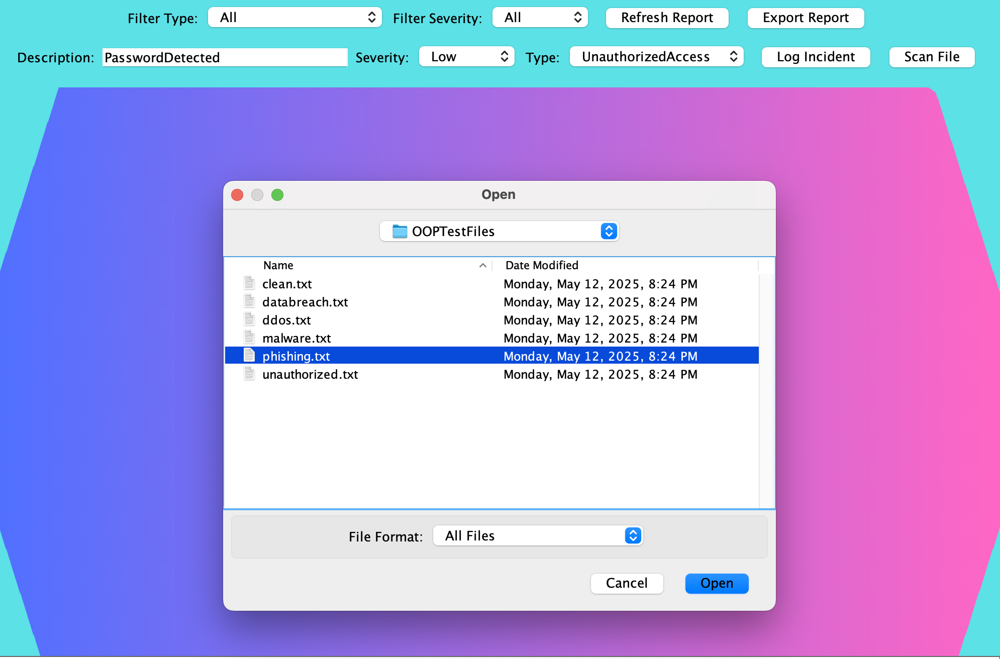 Filter Type: All Filter Severity: All Refresh Report Export Report
Description: PasswordDetected Severity: Low Type: UnauthorizedAccess Log Incident Scan File
Open
OOPTestFiles
Name Date Modified
clean.txt Monday, May 12, 2025, 8:24 PM
databreach.txt Monday, May 12, 2025, 8:24 PM
ddos.txt Monday, May 12, 2025, 8:24 PM
malware.txt Monday, May 12, 2025, 8:24 PM
phishing.txt Monday, May 12, 2025, 8:24 PM
unauthorized.txt Monday, May 12, 2025, 8:24 PM
File Format: All Files
Cancel Open